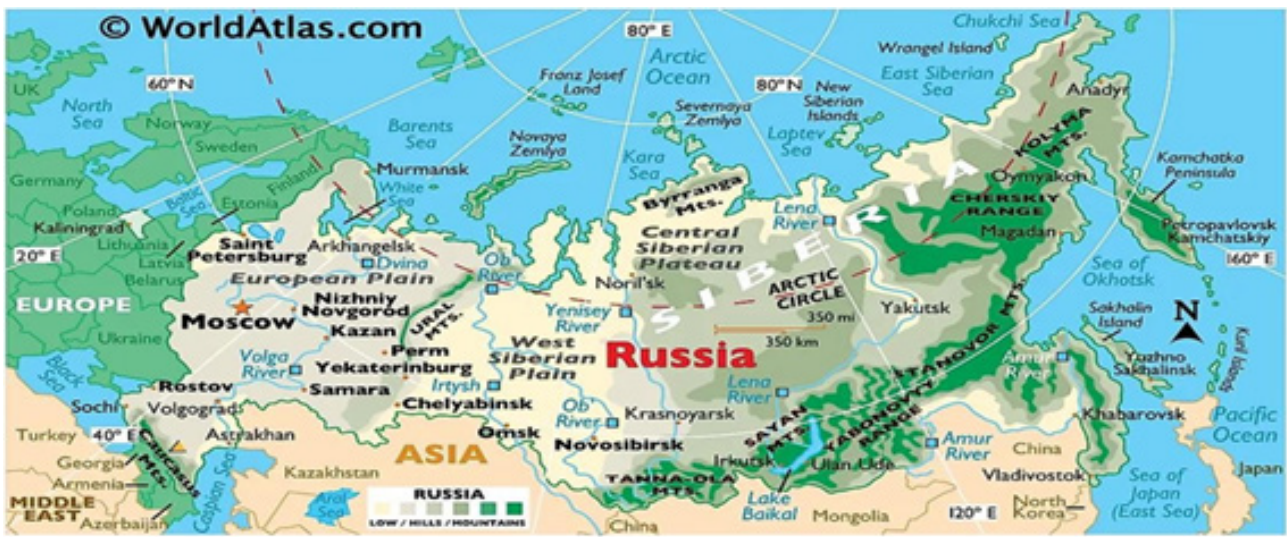 © WorldAtlas.com
80° E
Chukchi Sea
Wrangel Island
Arctic
Ocean
60° N
UK
North
Sea
Norway
Sweden
Finland
Barents
Sea
Franz Josef
Land
Severnaya
Zemlya
80° N
New
Siberian
Islands
East Siberian
Sea
Anadyr
Novaya
Zemlya
Kara
Sea
Laptev
Sea
KOLYMA
MTS.
Kamchatka
Peninsula
Germany
Baltic
Sea
Murmansk
White
Sea
Oymyakon
Poland
Kaliningrad
Estonia
Lithuania
Latvia
Belarus
Saint
Petersburg
Arkhangelsk
Dvina
European Plain
Ob
River
Byrranga
Mts.
Central
Siberian
Plateau
Lena
River
SIBERIA
CHERSKIY
RANGE
Magadan
Petropavlovsk
Kamchatskiy
20° E
160° E
EUROPE
Moscow
Nizhniy
Novgorod
Kazan
URAL
MTS.
Noril'sk
ARCTIC
CIRCLE
Yakutsk
Sea of
Okhotsk
N
Ukraine
Yenisey
River
350 mi
350 km
Sakhalin
Island
Kuril Islands
Black
Sea
Volga
River
Perm
Yekaterinburg
West
Siberian
Plain
Russia
STANOVOY MTS.
Amur
River
Yuzhno
Sakhalinsk
Rostov
Samara
Irtysh
Lena
River
Sochi
Volgograd
Chelyabinsk
Ob'
River
Krasnoyarsk
SAYAN
MTS.
YABONOVYY
RANGE
Khabarovsk
Pacific
Ocean
Turkey
40° E
Astrakhan
Omsk
Novosibirsk
Amur
River
China
Caucasus
Mts.
ASIA
Irkutsk
Ulan Ude
Vladivostok
Georgia
Armenia
Azerbaijan
MIDDLE
EAST
Caspian Sea
Kazakhstan
Aral
Sea
TANNA-OLA
MTS.
Lake
Baikal
Mongolia
North
Korea
Sea of
Japan
(East Sea)
Japan
RUSSIA
LOW / HILLS / MOUNTAINS
China
120° E